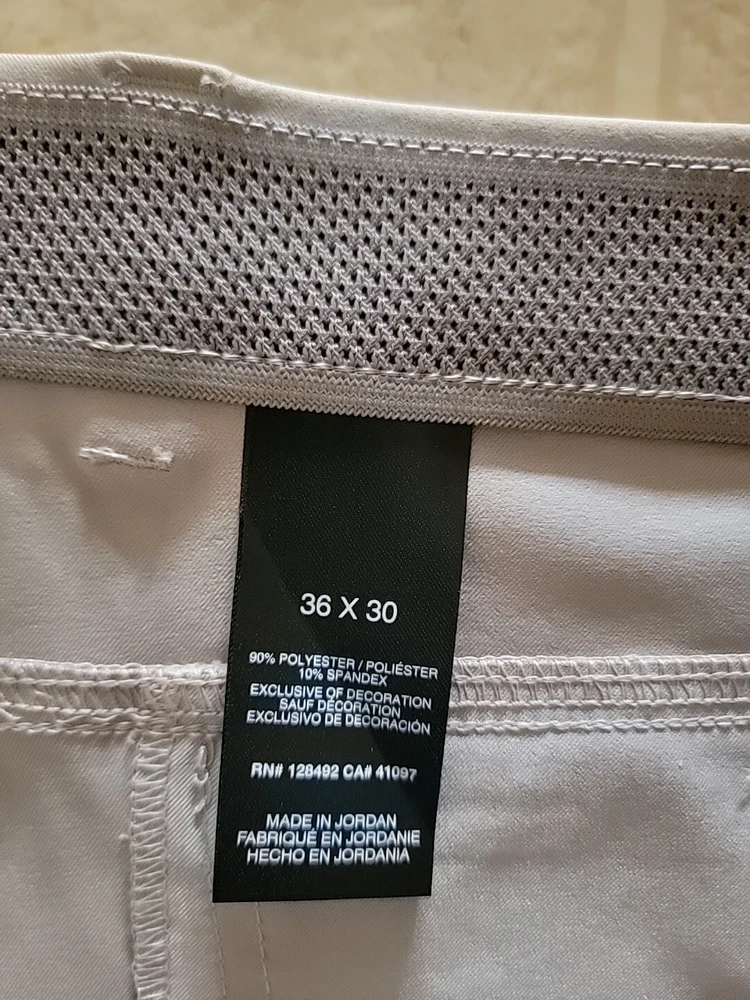 36 X 30
90% POLYESTER / POLIÉSTER
10% SPANDEX
EXCLUSIVE OF DECORATION
SAUF DÉCORATION
EXCLUSIVO DE DECORACIÓN
RN# 128492 CA# 41097
MADE IN JORDAN
FABRIQUÉ EN JORDANIE
HECHO EN JORDANIA